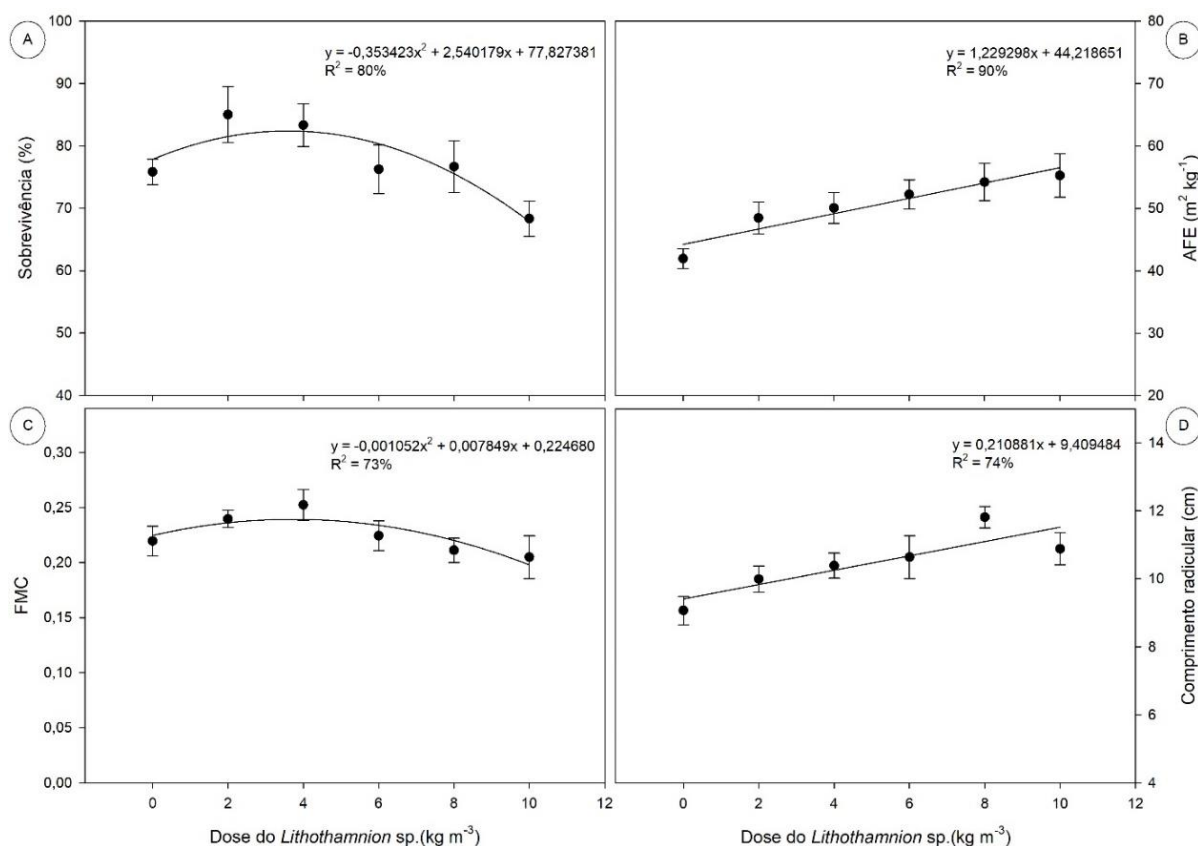 A
y = -0,353423x² + 2,540179x + 77,827381
R² = 80%
100
90
80
70
60
50
40
Sobrevivência (%)
B
y = 1,229298x + 44,218651
R² = 90%
80
70
60
50
40
30
20
AFE (m² kg⁻¹)
C
y = -0,001052x² + 0,007849x + 0,224680
R² = 73%
0,30
0,25
0,20
0,15
0,10
0,05
0,00
FMC
0 2 4 6 8 10 12
Dose do Lithothamnion sp.(kg m⁻³)
D
y = 0,210881x + 9,409484
R² = 74%
14
12
10
8
6
4
Comprimento radicular (cm)
0 2 4 6 8 10 12
Dose do Lithothamnion sp.(kg m⁻³)